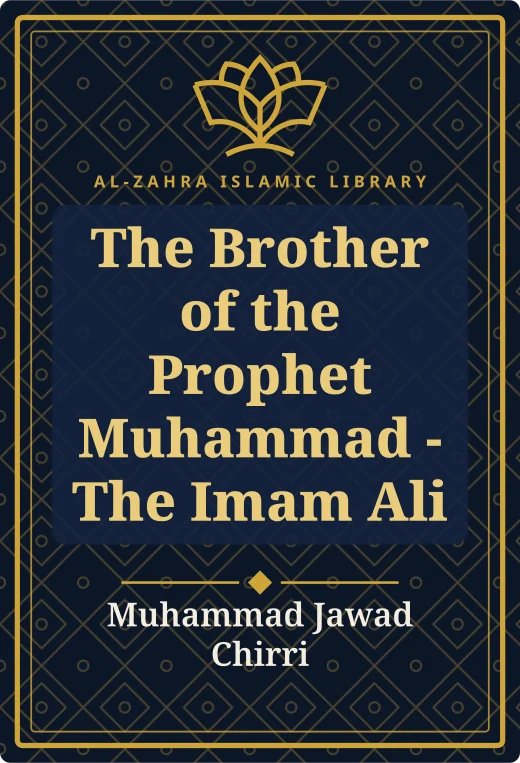 AL-ZAHRA ISLAMIC LIBRARY
The Brother
of the
Prophet
Muhammad -
The Imam Ali
Muhammad Jawad
Chirri